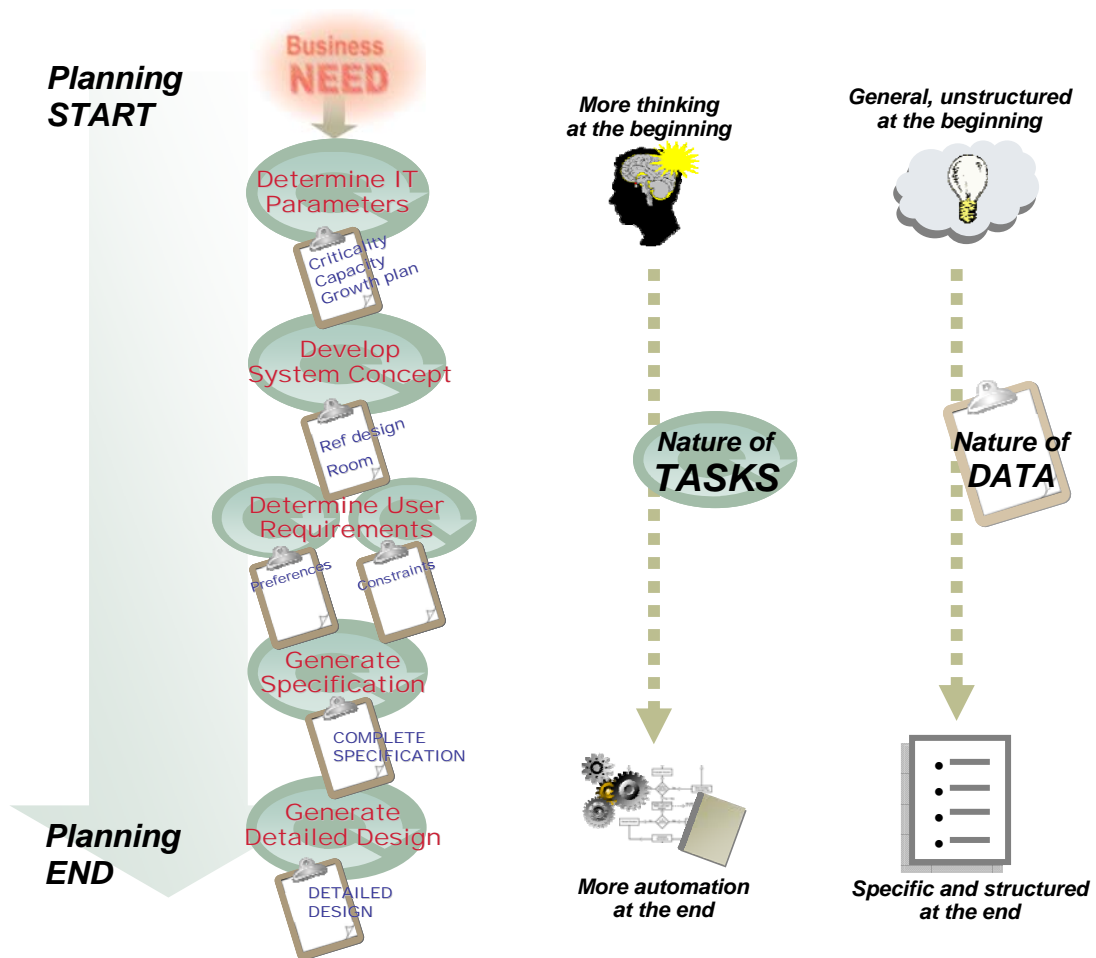 Business
NEED
Planning
START
Determine IT
Parameters
Criticality
Capacity
Growth plan
Develop
System Concept
Ref design
Room
Determine User
Requirements
Preferences
Constraints
Generate
Specification
COMPLETE
SPECIFICATION
Generate
Detailed Design
Planning
END
DETAILED
DESIGN
More thinking
at the beginning
Nature of
TASKS
More automation
at the end
General, unstructured
at the beginning
Nature of
DATA
Specific and structured
at the end